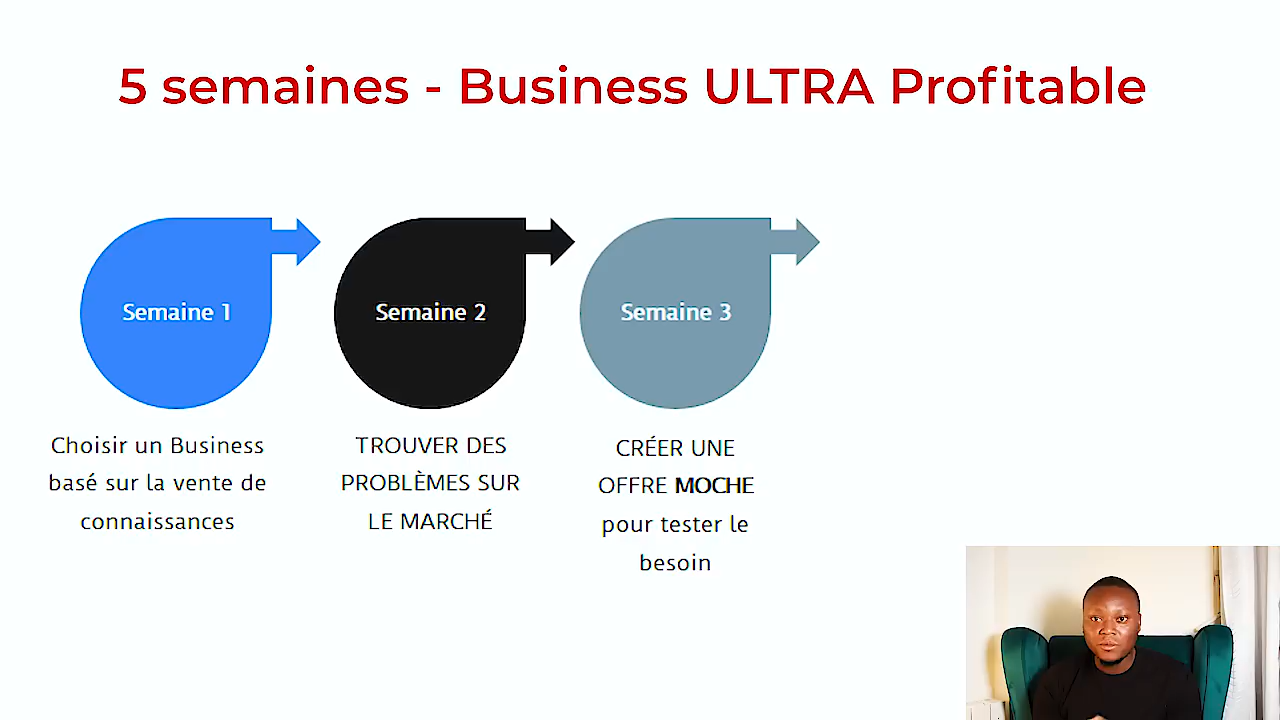 5 semaines - Business ULTRA Profitable
Semaine 1
Semaine 2
Semaine 3
Choisir un Business
basé sur la vente de
connaissances
TROUVER DES
PROBLÈMES SUR
LE MARCHÉ
CRÉER UNE
OFFRE MOCHE
pour tester le
besoin